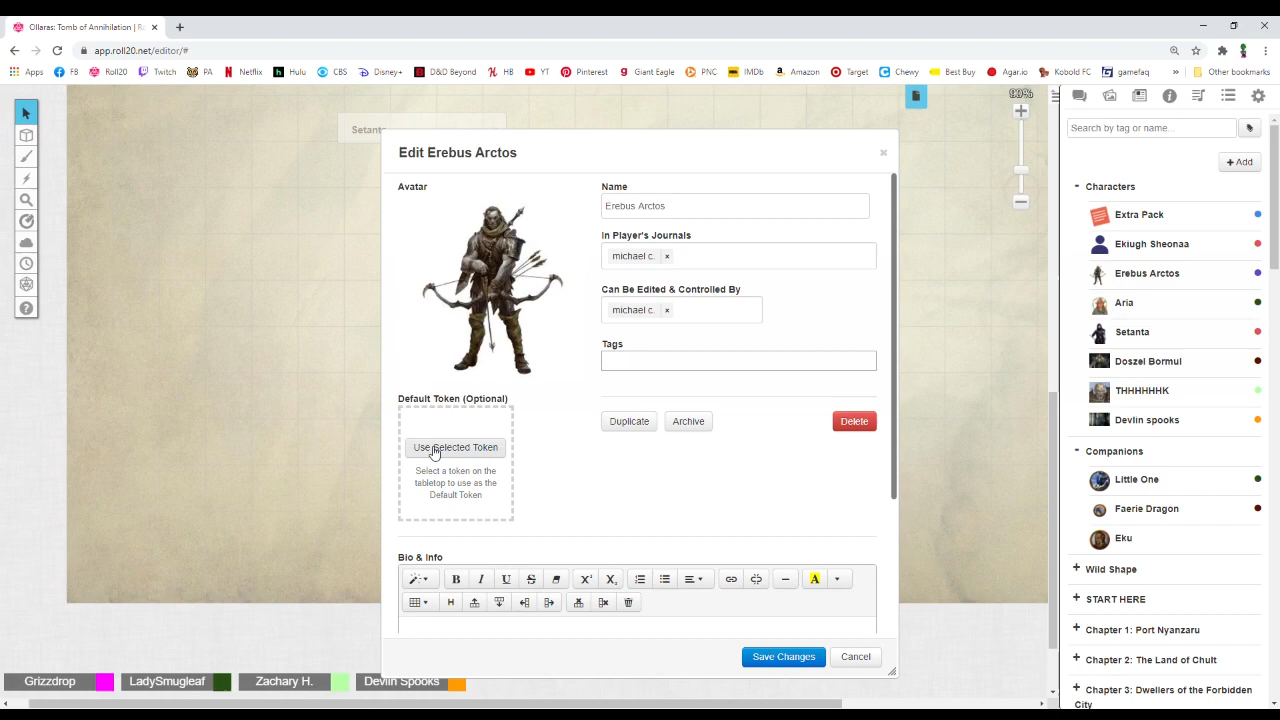 Ollaras: Tomb of Annihilation | Ro
app.roll20.net/editor/#
Apps FB Roll20 Twitch PA Netflix Hulu CBS Disney+ D&D Beyond HB YT Pinterest Giant Eagle PNC IMDb Amazon Target Chewy Best Buy Agar.io Kobold FC gamefaq » Other bookmarks
90%
Setanta
Edit Erebus Arctos
Avatar
Name
Erebus Arctos
In Player's Journals
michael c. ×
Can Be Edited & Controlled By
michael c. ×
Tags
Duplicate Archive Delete
Default Token (Optional)
Use Selected Token
Select a token on the
tabletop to use as the
Default Token
Bio & Info
B I U S X² X₂ A
H
Save Changes Cancel
Grizzdrop LadySmugleaf Zachary H. Devlin Spooks
Search by tag or name...
+ Add
- Characters
Extra Pack
Ekiugh Sheonaa
Erebus Arctos
Aria
Setanta
Doszel Bormul
THHHHHHK
Devlin spooks
- Companions
Little One
Faerie Dragon
Eku
+ Wild Shape
+ START HERE
+ Chapter 1: Port Nyanzaru
+ Chapter 2: The Land of Chult
+ Chapter 3: Dwellers of the Forbidden
City